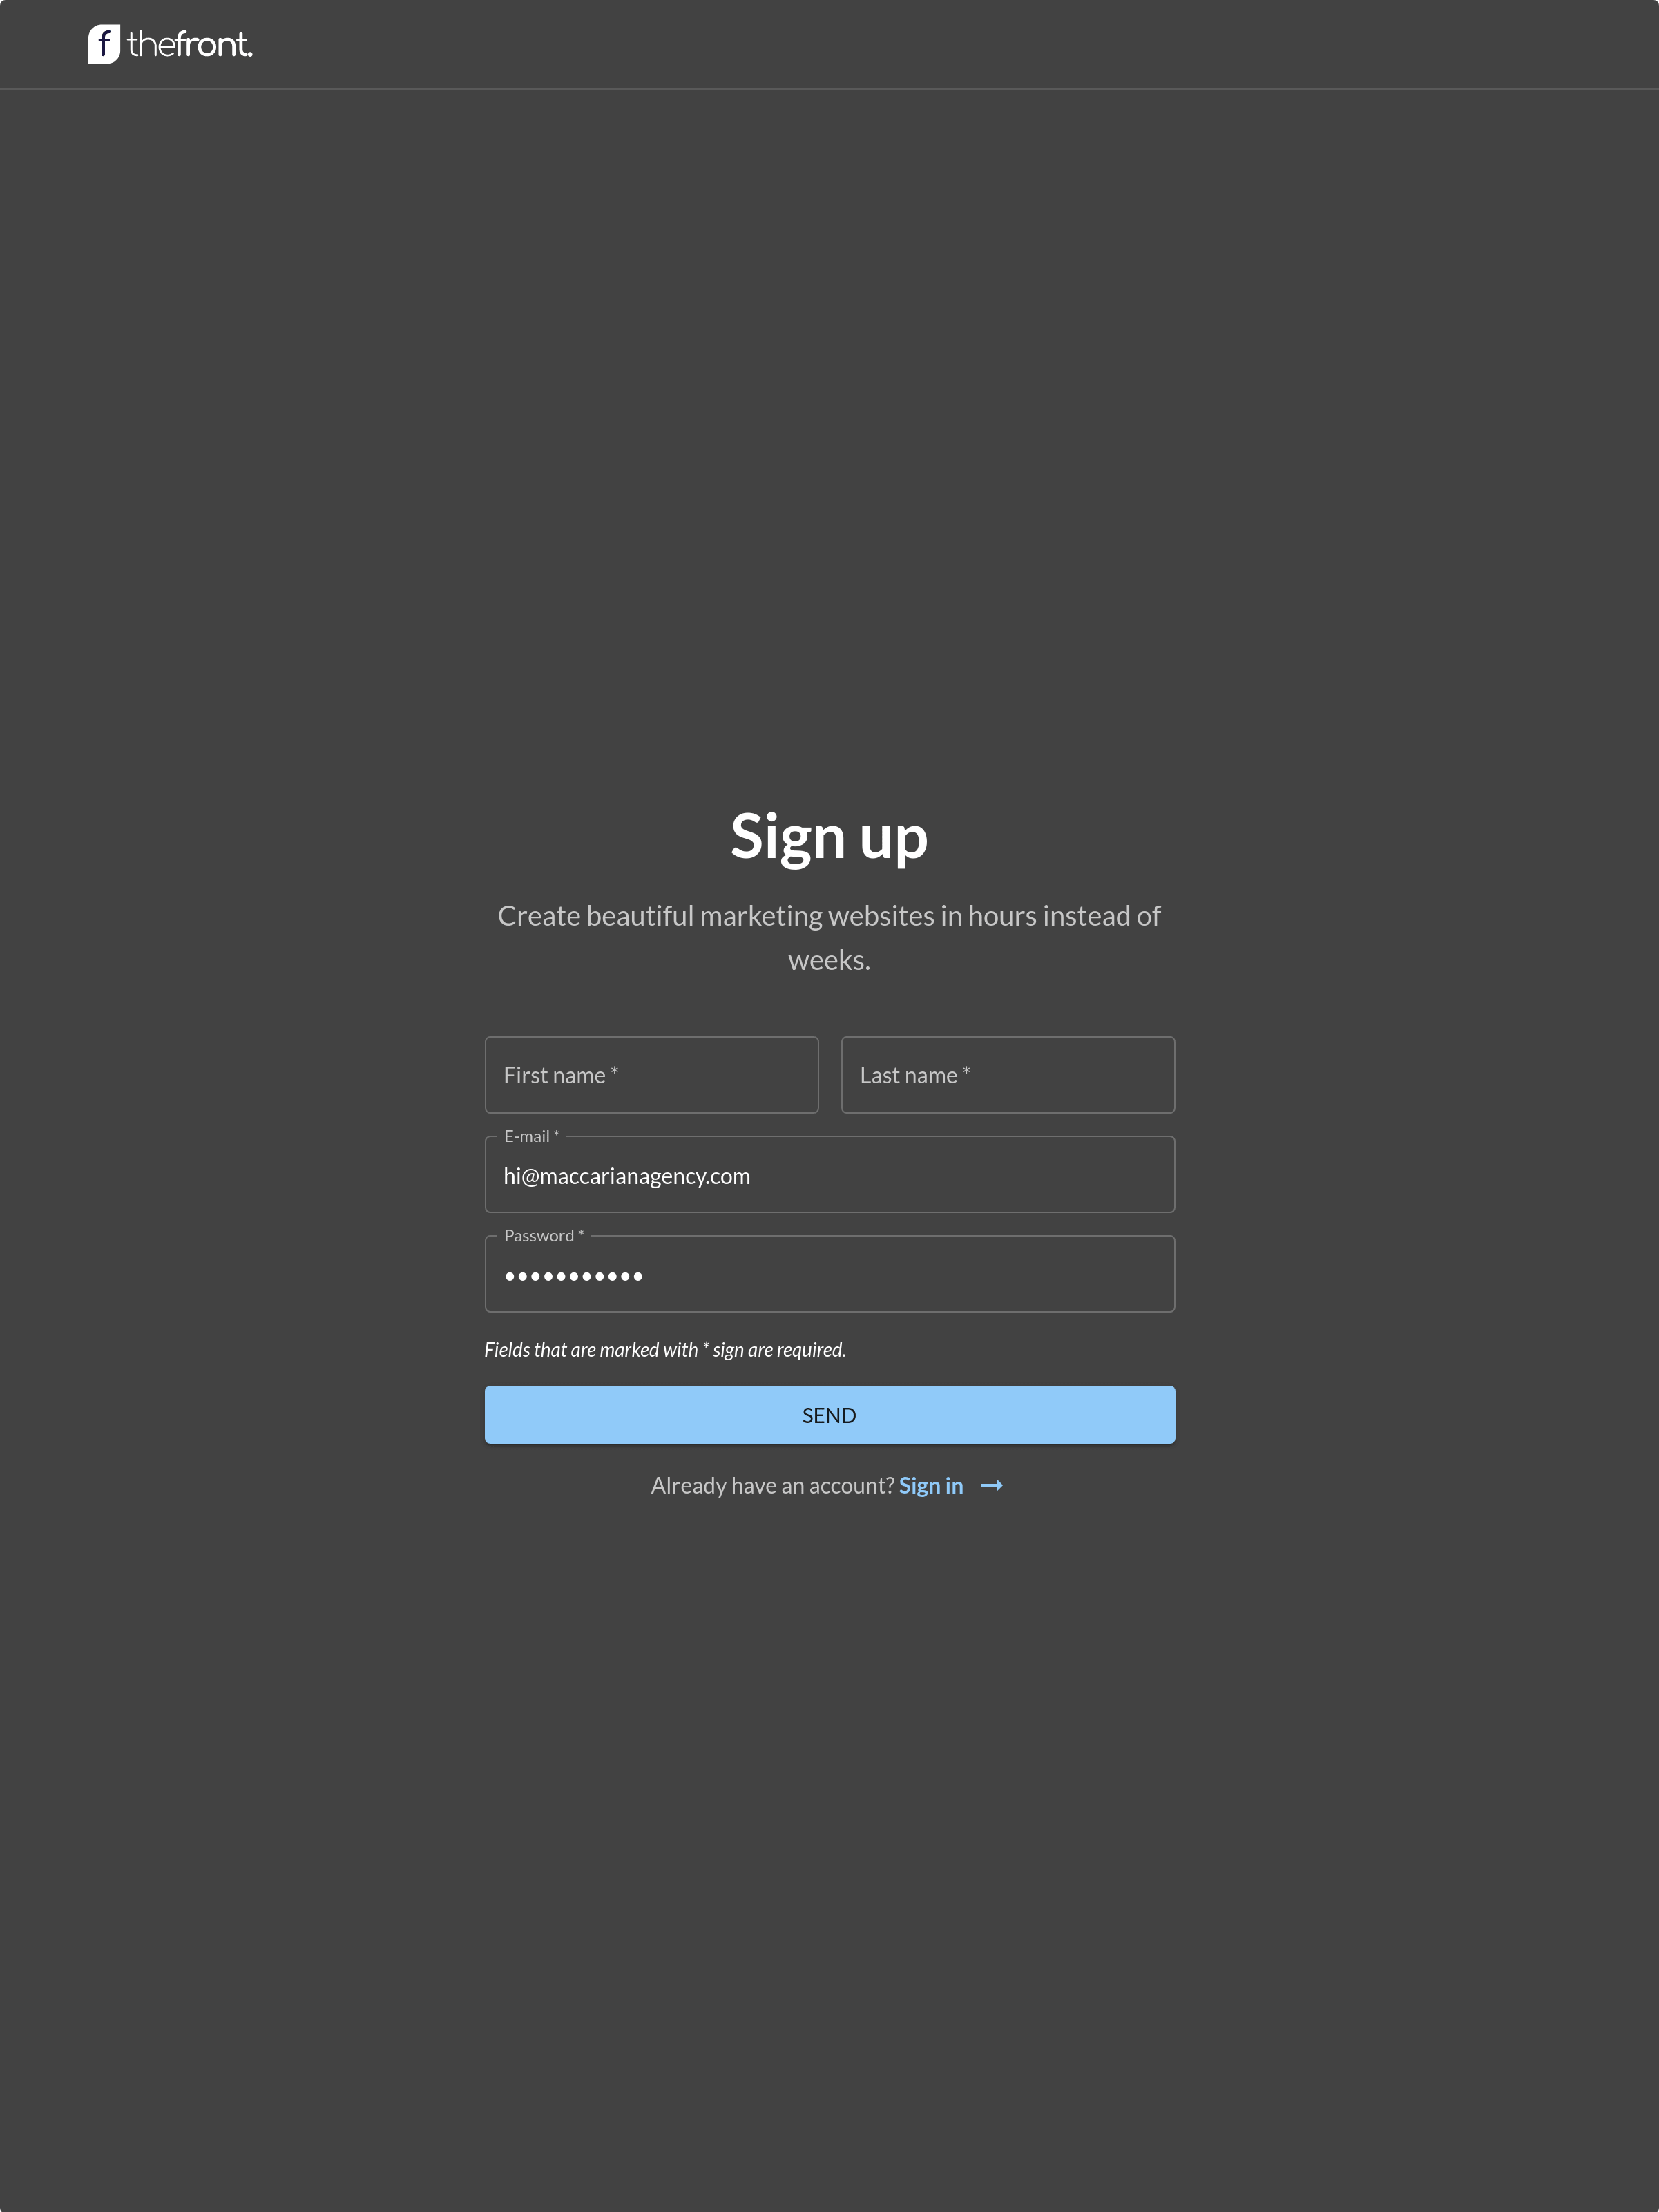 f thefront.
Sign up
Create beautiful marketing websites in hours instead of
weeks.
First name *
Last name *
E-mail *
hi@maccarianagency.com
Password *
•••••••••••
Fields that are marked with * sign are required.
SEND
Already have an account? Sign in →